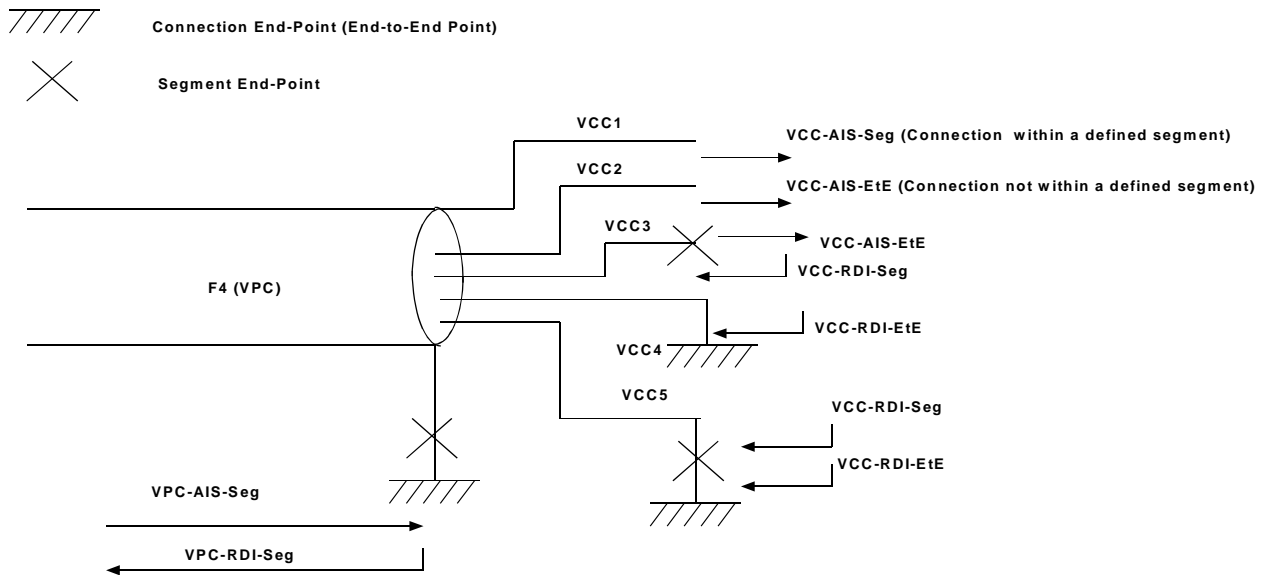 Connection End-Point (End-to-End Point)
Segment End-Point
VCC1
VCC-AIS-Seg (Connection within a defined segment)
VCC2
VCC-AIS-EtE (Connection not within a defined segment)
VCC3
VCC-AIS-EtE
VCC-RDI-Seg
F4 (VPC)
VCC-RDI-EtE
VCC4
VCC5
VCC-RDI-Seg
VCC-RDI-EtE
VPC-AIS-Seg
VPC-RDI-Seg